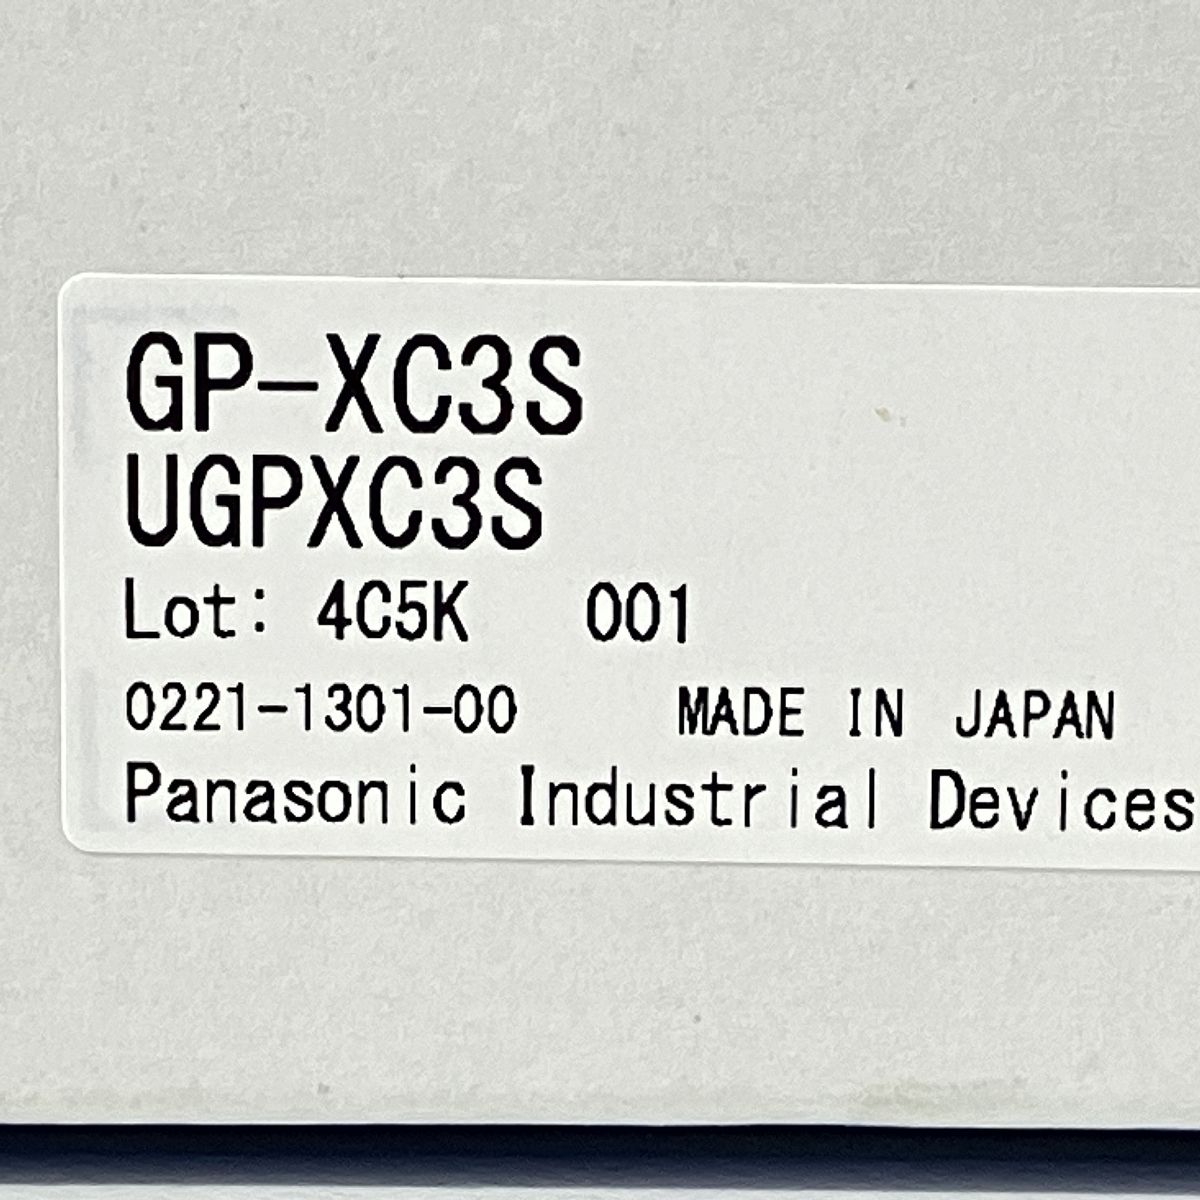 GP-XC3S
UGPXC3S
Lot: 4C5K 001
0221-1301-00 MADE IN JAPAN
Panasonic Industrial Devices